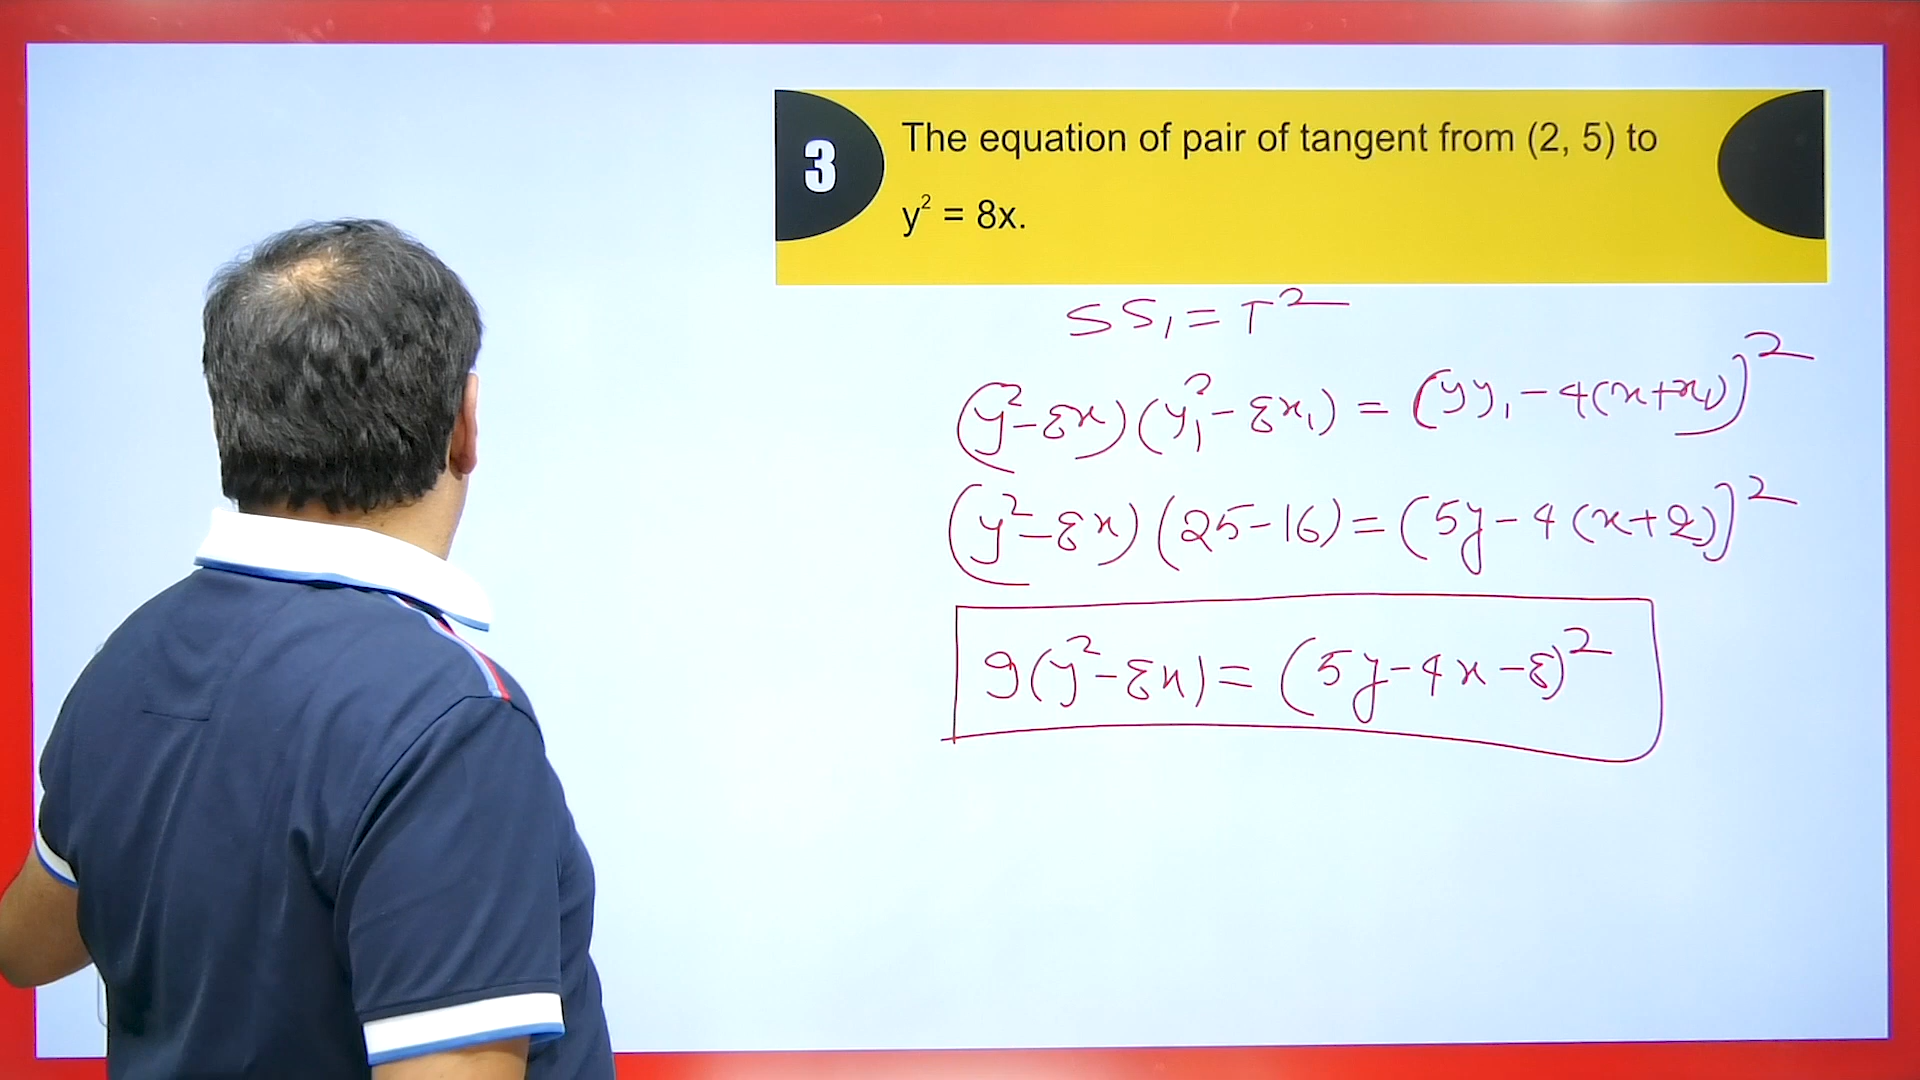 3
The equation of pair of tangent from (2, 5) to
y² = 8x.
SS₁ = T²
(y²-8x)(y₁²-8x₁) = (yy₁-4(x+x₁))²
(y²-8x)(25-16) = (5y-4(x+2))²
9(y²-8x) = (5y-4x-8)²